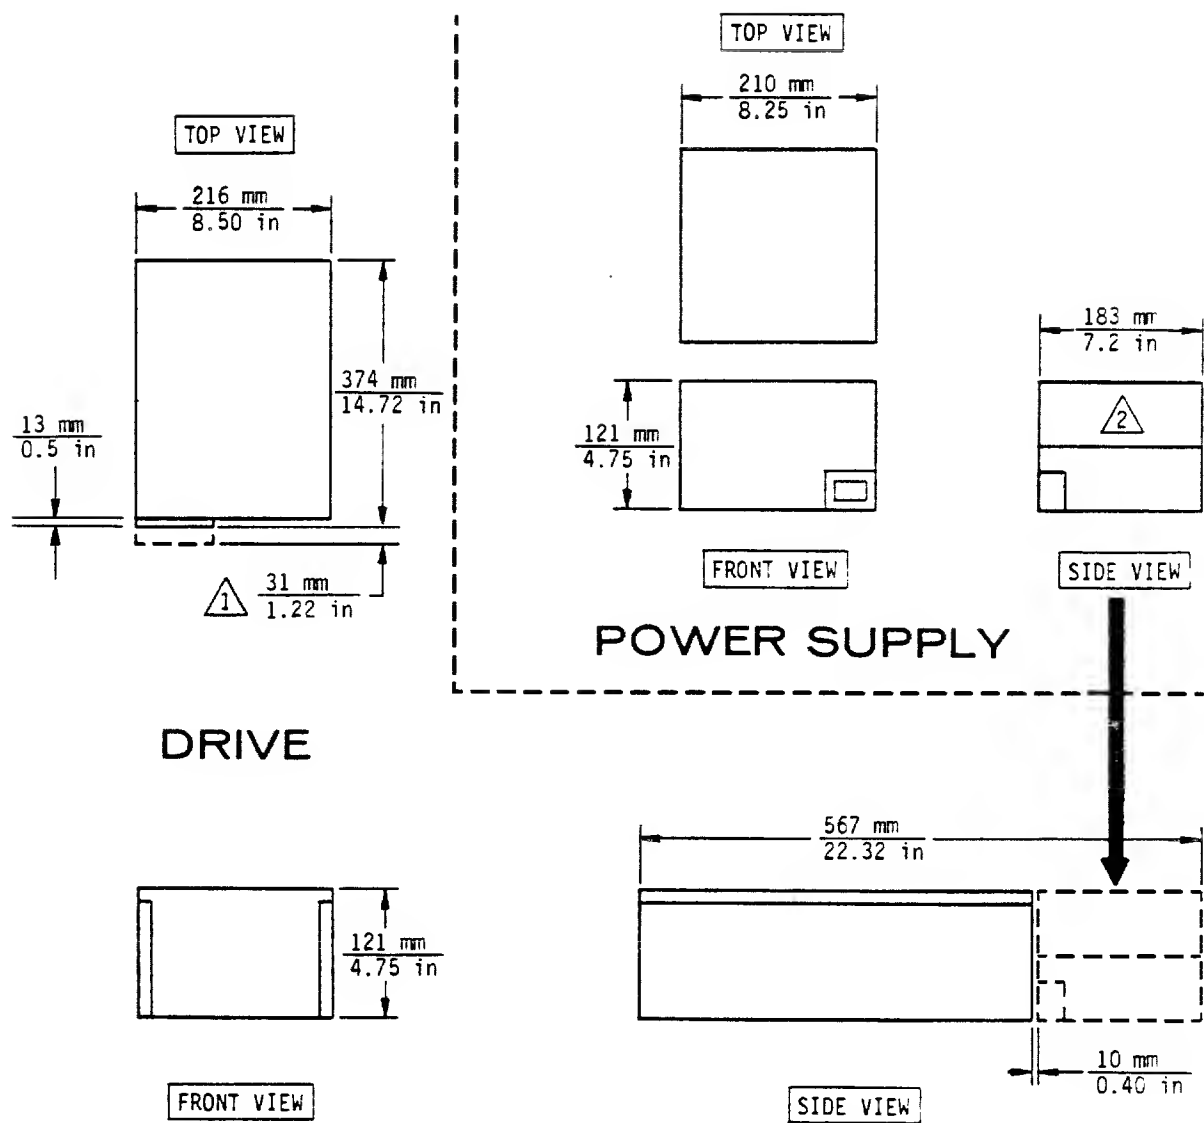 TOP VIEW
210 mm
8.25 in
TOP VIEW
216 mm
8.50 in
374 mm
14.72 in
13 mm
0.5 in
1
31 mm
1.22 in
121 mm
4.75 in
183 mm
7.2 in
2
FRONT VIEW
SIDE VIEW
POWER SUPPLY
DRIVE
567 mm
22.32 in
121 mm
4.75 in
10 mm
0.40 in
FRONT VIEW
SIDE VIEW